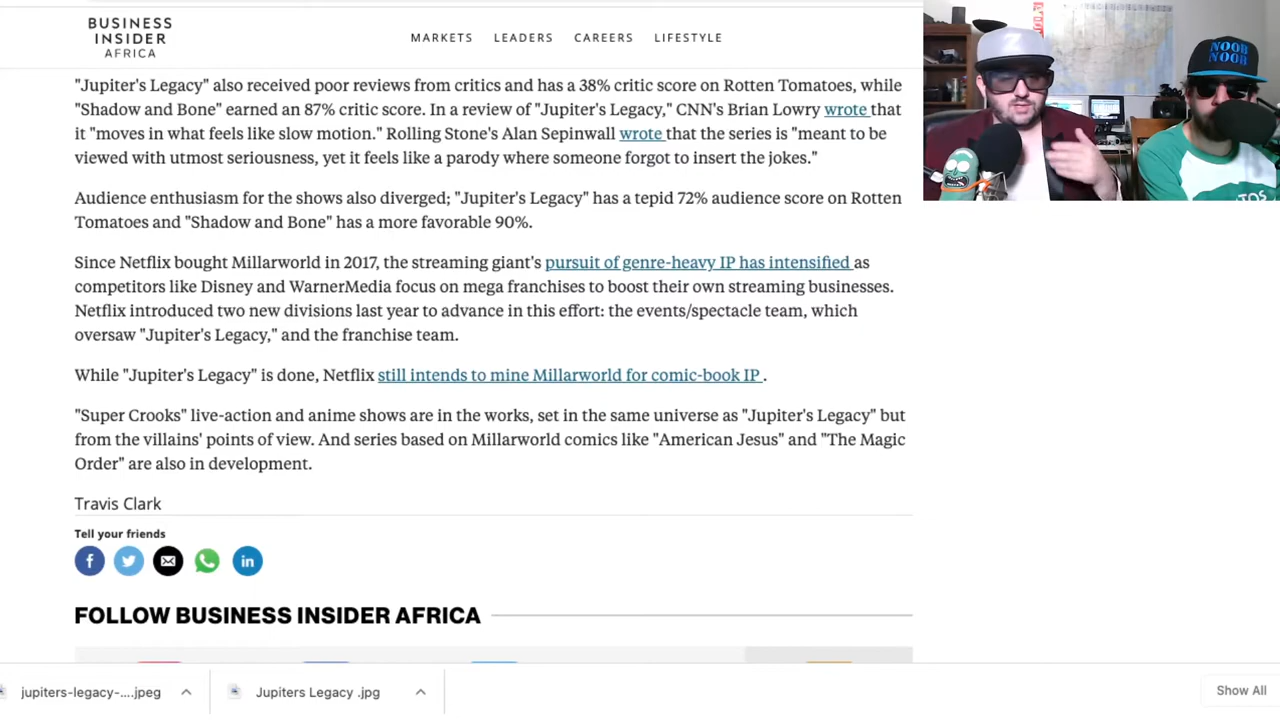 BUSINESS
INSIDER
AFRICA
MARKETS LEADERS CAREERS LIFESTYLE
"Jupiter's Legacy" also received poor reviews from critics and has a 38% critic score on Rotten Tomatoes, while
"Shadow and Bone" earned an 87% critic score. In a review of "Jupiter's Legacy," CNN's Brian Lowry wrote that
it "moves in what feels like slow motion." Rolling Stone's Alan Sepinwall wrote that the series is "meant to be
viewed with utmost seriousness, yet it feels like a parody where someone forgot to insert the jokes."
Audience enthusiasm for the shows also diverged; "Jupiter's Legacy" has a tepid 72% audience score on Rotten
Tomatoes and "Shadow and Bone" has a more favorable 90%.
Since Netflix bought Millarworld in 2017, the streaming giant's pursuit of genre-heavy IP has intensified as
competitors like Disney and WarnerMedia focus on mega franchises to boost their own streaming businesses.
Netflix introduced two new divisions last year to advance in this effort: the events/spectacle team, which
oversaw "Jupiter's Legacy," and the franchise team.
While "Jupiter's Legacy" is done, Netflix still intends to mine Millarworld for comic-book IP .
"Super Crooks" live-action and anime shows are in the works, set in the same universe as "Jupiter's Legacy" but
from the villains' points of view. And series based on Millarworld comics like "American Jesus" and "The Magic
Order" are also in development.
Travis Clark
Tell your friends
f in
FOLLOW BUSINESS INSIDER AFRICA
jupiters-legacy-....jpeg
Jupiters Legacy .jpg
Show All
NOOB
NOOB